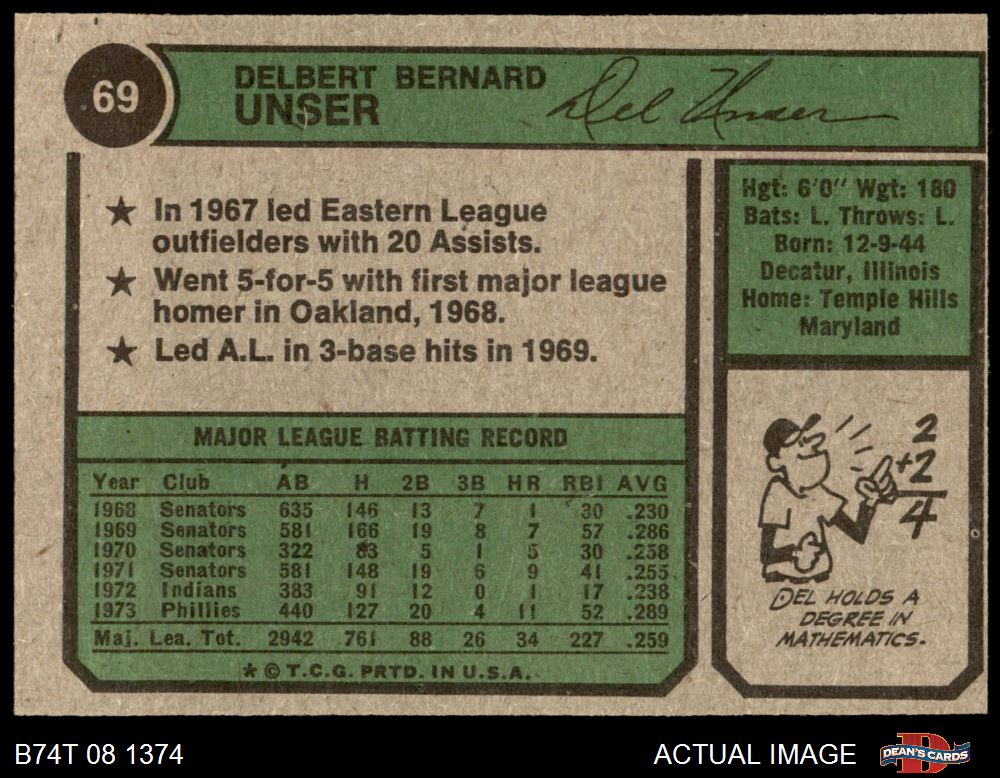 69
DELBERT BERNARD
UNSER
Del Unser
★ In 1967 led Eastern League
outfielders with 20 Assists.
★ Went 5-for-5 with first major league
homer in Oakland, 1968.
★ Led A.L. in 3-base hits in 1969.
Hgt: 6'0" Wgt: 180
Bats: L. Throws: L.
Born: 12-9-44
Decatur, Illinois
Home: Temple Hills
Maryland
MAJOR LEAGUE BATTING RECORD
Year Club AB H 2B 3B HR RBI AVG
1968 Senators 635 146 13 7 1 30 .230
1969 Senators 581 166 19 8 7 57 .286
1970 Senators 322 83 5 1 5 30 .258
1971 Senators 581 148 19 6 9 41 .255
1972 Indians 383 91 12 0 1 17 .238
1973 Phillies 440 127 20 4 11 52 .289
Maj. Lea. Tot. 2942 761 88 26 34 227 .259
* © T.C.G. PRTD. IN U.S.A.
2
+2
4
DEL HOLDS A
DEGREE IN
MATHEMATICS.
B74T 08 1374
ACTUAL IMAGE
DEAN'S CARDS